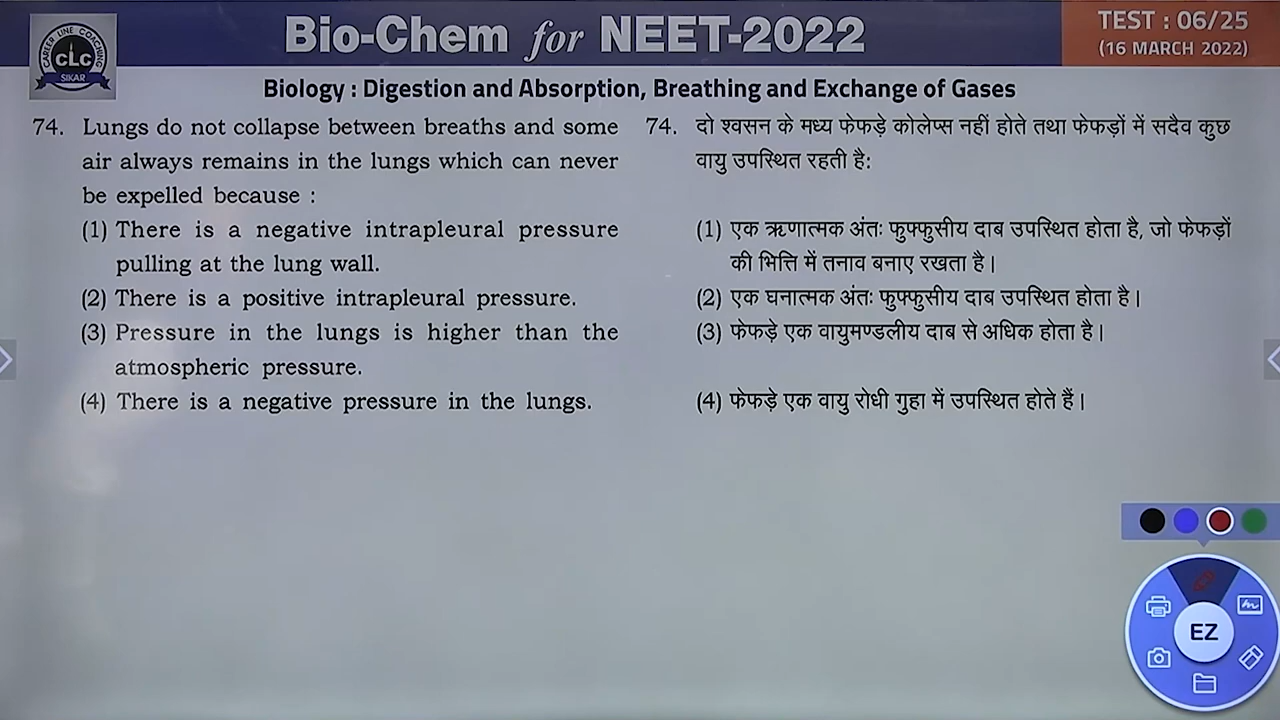 CAREER LINE COACHING
CLC
SIKAR
Bio-Chem for NEET-2022
TEST : 06/25
(16 MARCH 2022)
Biology : Digestion and Absorption, Breathing and Exchange of Gases
74. Lungs do not collapse between breaths and some
air always remains in the lungs which can never
be expelled because :
(1) There is a negative intrapleural pressure
pulling at the lung wall.
(2) There is a positive intrapleural pressure.
(3) Pressure in the lungs is higher than the
atmospheric pressure.
(4) There is a negative pressure in the lungs.
74. दो श्वसन के मध्य फेफड़े कोलेप्स नहीं होते तथा फेफड़ों में सदैव कुछ
वायु उपस्थित रहती है:
(1) एक ऋणात्मक अंतः फुफ्फुसीय दाब उपस्थित होता है, जो फेफड़ों
की भित्ति में तनाव बनाए रखता है।
(2) एक घनात्मक अंतः फुफ्फुसीय दाब उपस्थित होता है।
(3) फेफड़े एक वायुमण्डलीय दाब से अधिक होता है।
(4) फेफड़े एक वायु रोधी गुहा में उपस्थित होते हैं।
EZ